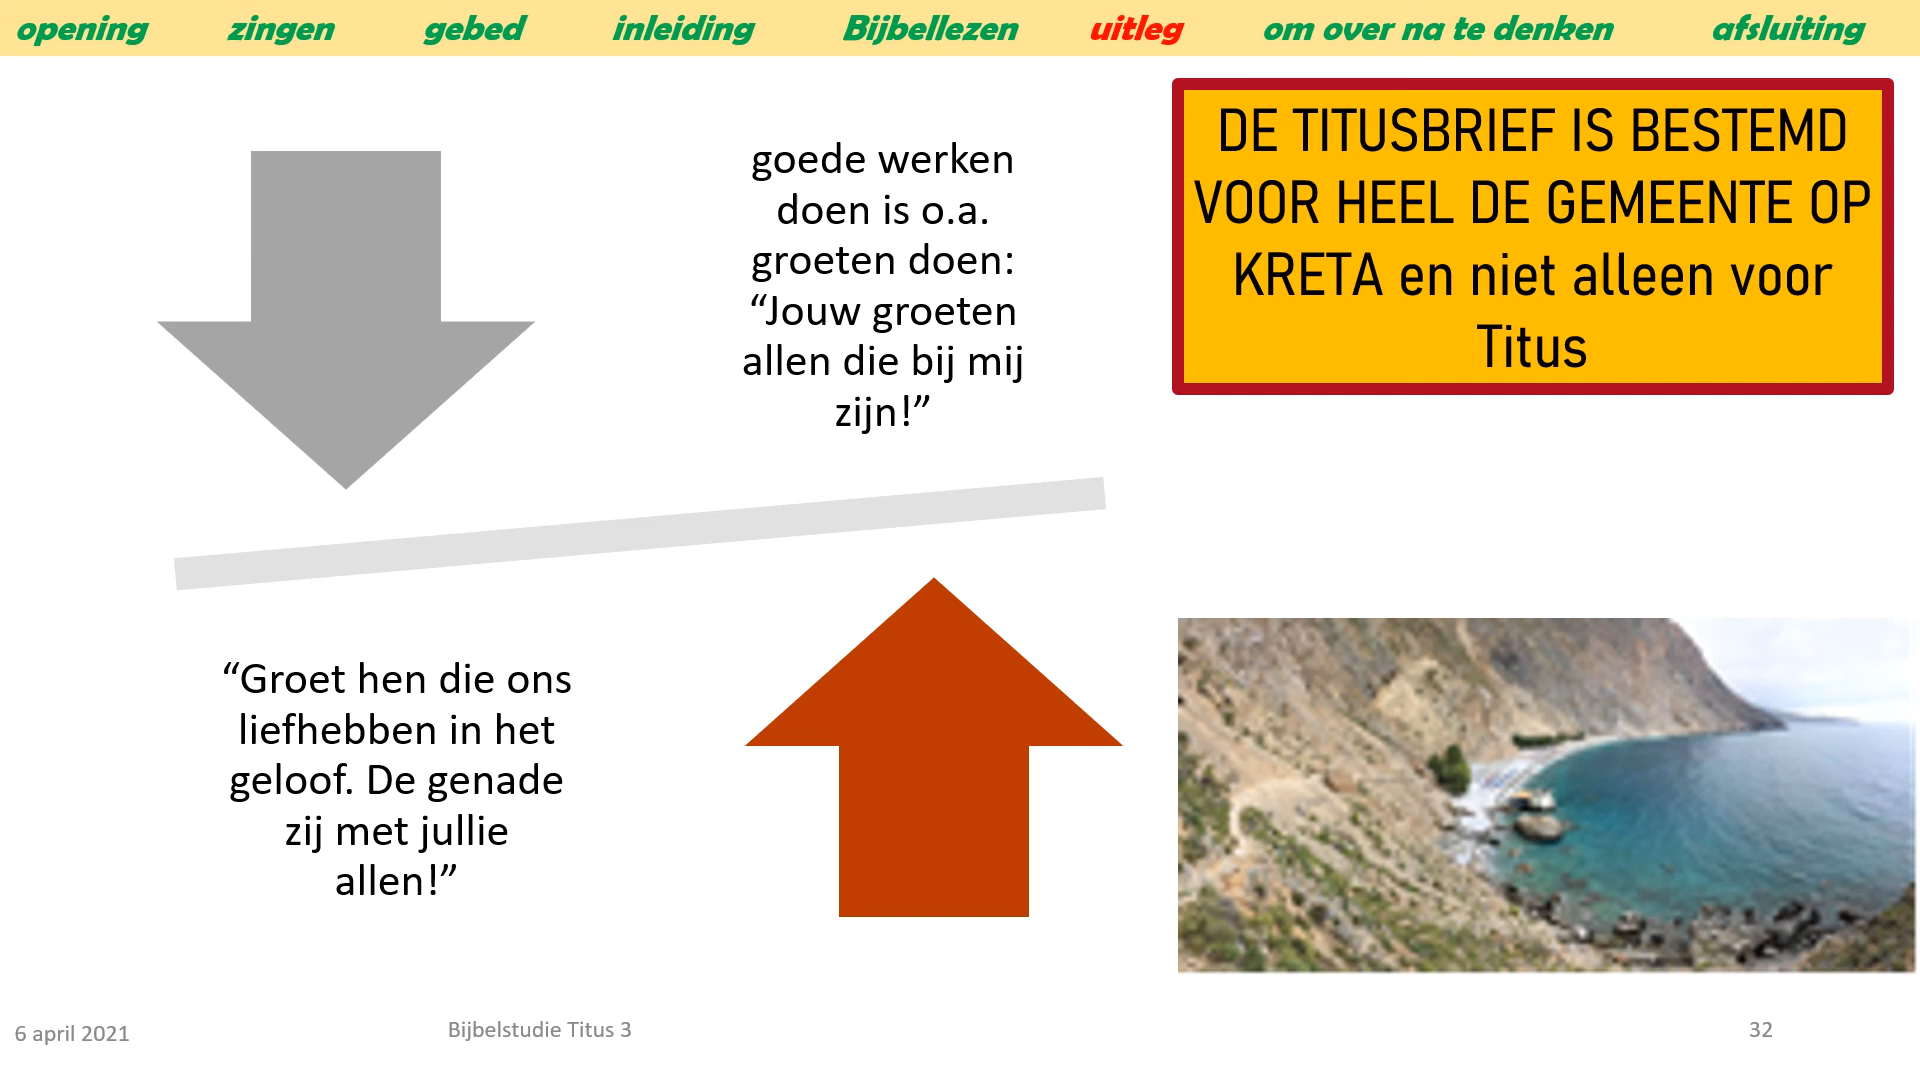 opening zingen gebed inleiding Bijbellezen uitleg om over na te denken afsluiting
goede werken
doen is o.a.
groeten doen:
“Jouw groeten
allen die bij mij
zijn!”
DE TITUSBRIEF IS BESTEMD
VOOR HEEL DE GEMEENTE OP
KRETA en niet alleen voor
Titus
“Groet hen die ons
liefhebben in het
geloof. De genade
zij met jullie
allen!”
6 april 2021
Bijbelstudie Titus 3
32